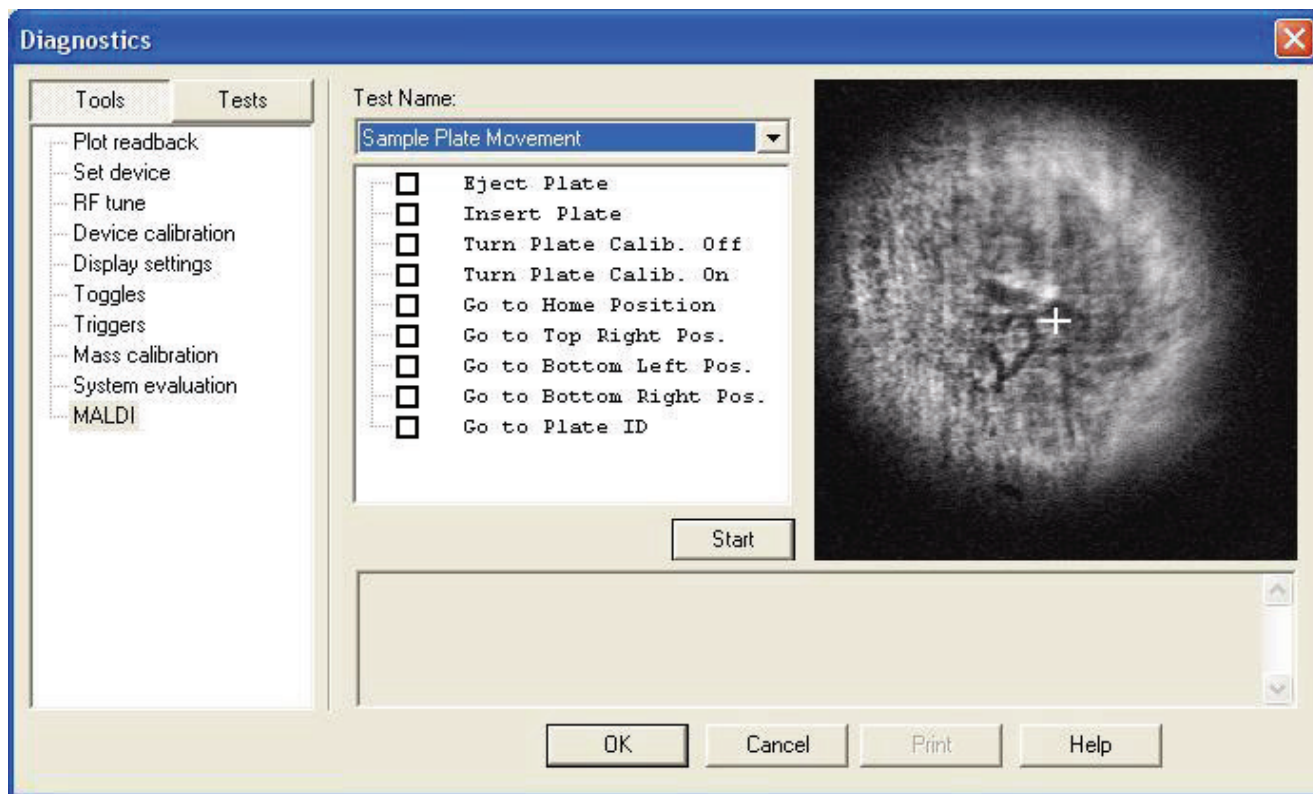 Diagnostics
Tools Tests
Plot readback
Set device
RF tune
Device calibration
Display settings
Toggles
Triggers
Mass calibration
System evaluation
MALDI
Test Name:
Sample Plate Movement
Eject Plate
Insert Plate
Turn Plate Calib. Off
Turn Plate Calib. On
Go to Home Position
Go to Top Right Pos.
Go to Bottom Left Pos.
Go to Bottom Right Pos.
Go to Plate ID
Start
OK Cancel Print Help